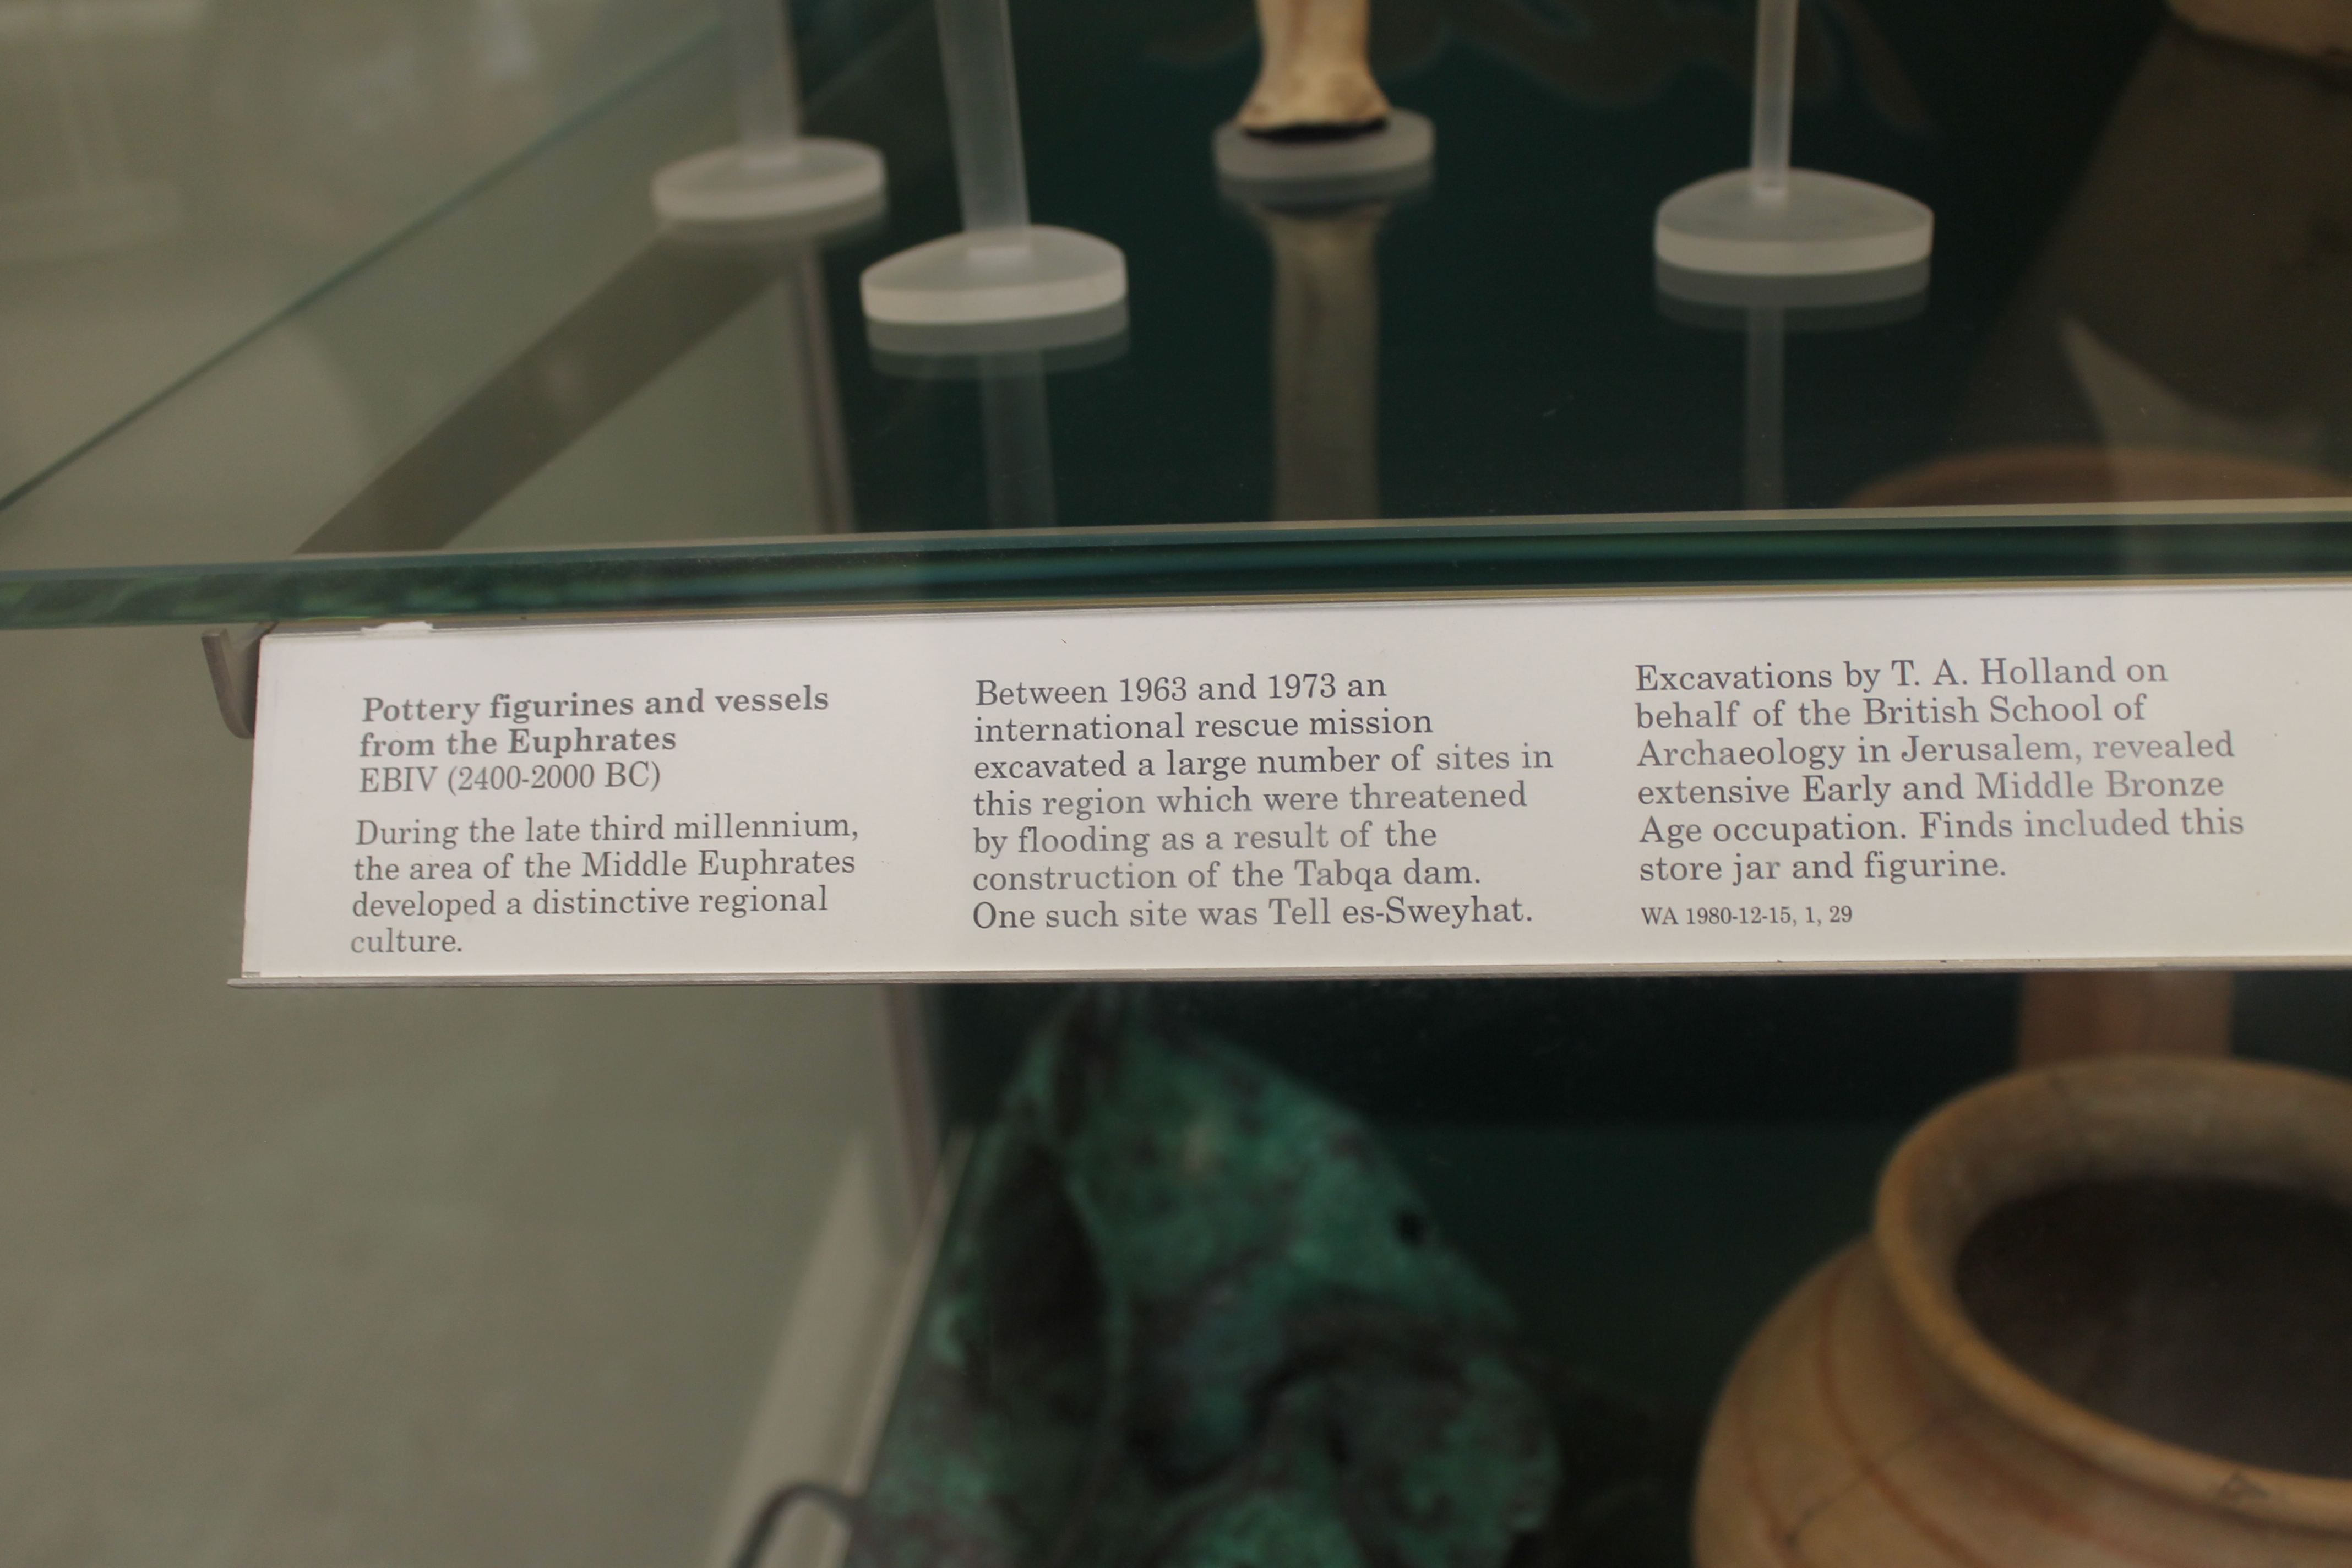 Pottery figurines and vessels
from the Euphrates
EBIV (2400-2000 BC)
During the late third millennium,
the area of the Middle Euphrates
developed a distinctive regional
culture.
Between 1963 and 1973 an
international rescue mission
excavated a large number of sites in
this region which were threatened
by flooding as a result of the
construction of the Tabqa dam.
One such site was Tell es-Sweyhat.
Excavations by T. A. Holland on
behalf of the British School of
Archaeology in Jerusalem, revealed
extensive Early and Middle Bronze
Age occupation. Finds included this
store jar and figurine.
WA 1980-12-15, 1, 29